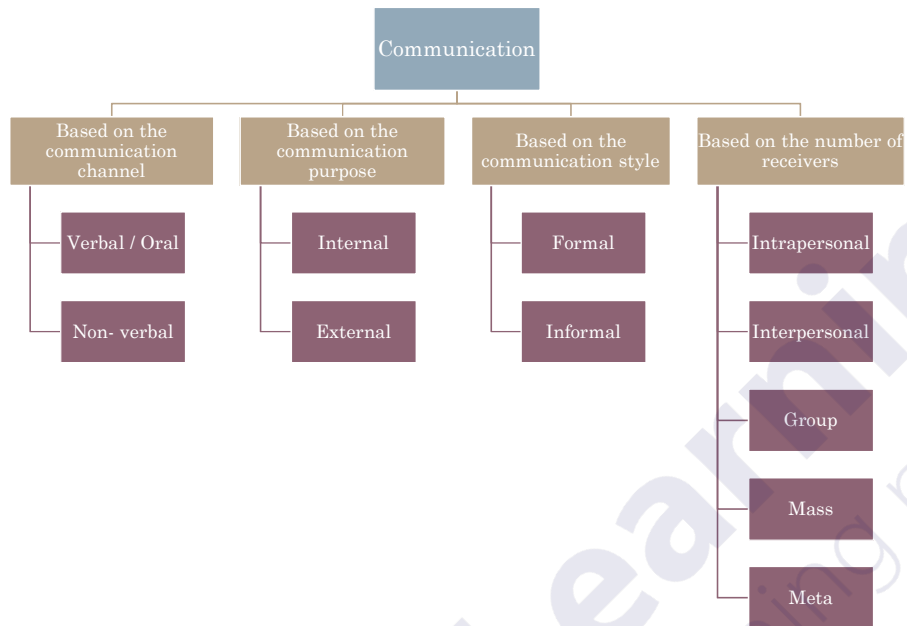 Communication
Based on the
communication
channel
Verbal / Oral
Non- verbal
Based on the
communication
purpose
Internal
External
Based on the
communication style
Formal
Informal
Based on the number of
receivers
Intrapersonal
Interpersonal
Group
Mass
Meta